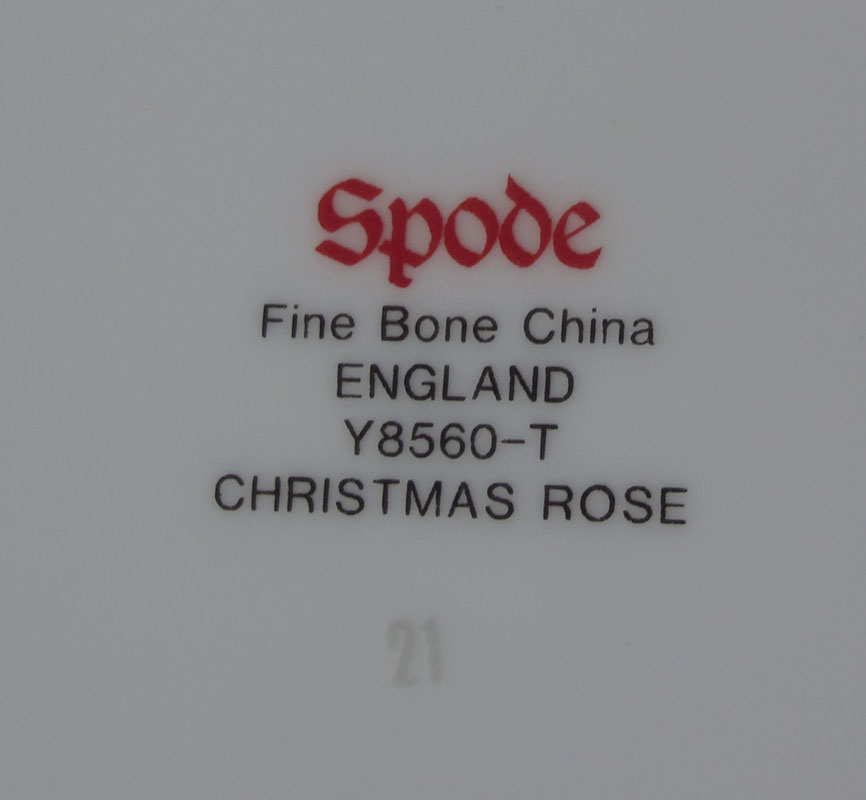 Spode
Fine Bone China
ENGLAND
Y8560-T
CHRISTMAS ROSE
21